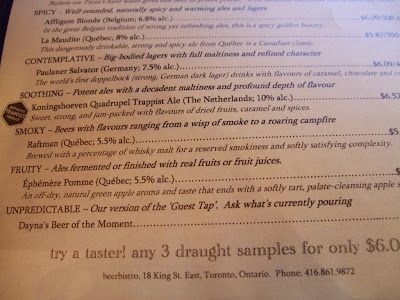 SPICY – Well-rounded, naturally spicy and warming ales and lagers
Affligem Blonde (Belgium; 6.8% alc.)
In the great Belgian tradition of strong yet refreshing ales, this is a spicy golden beauty
La Maudite (Québec; 8% alc.)
This dangerously drinkable, strong and spicy ale from Québec is a Canadian classic.
CONTEMPLATIVE – Big-bodied lagers with full maltiness and refined character
Paulaner Salvator (Germany; 7.5% alc.) $6.09/4
The world's first doppelbock (strong, German dark lager) drinks with flavours of caramel, chocolate and c
SOOTHING – Potent ales with a decadent maltiness and profound depth of flavour
Koningshoeven Quadrupel Trappist Ale (The Netherlands; 10% alc.) $6.52
Sweet, strong, and jam-packed with flavours of dried fruits, caramel and spices.
SMOKY – Beers with flavours ranging from a wisp of smoke to a roaring campfire
Raftman (Québec; 5.5% alc.) $5
Brewed with a percentage of whisky malt for a reserved smokiness and softly satisfying complexity.
FRUITY – Ales fermented or finished with real fruits or fruit juices.
Éphémère Pomme (Québec; 5.5% alc.) $
An off-dry, natural green apple aroma and taste that ends with a softly tart, palate-cleansing apple s
UNPREDICTABLE – Our version of the 'Guest Tap'. Ask what's currently pouring
Dayna's Beer of the Moment
try a taster! any 3 draught samples for only $6.0
beerbistro, 18 King St. East, Toronto, Ontario. Phone: 416.861.9872